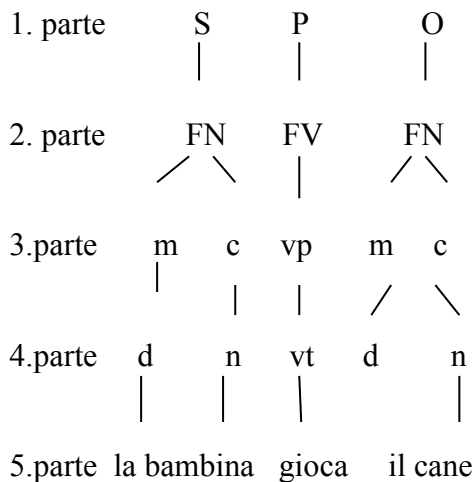 1. parte S P O
2. parte FN FV FN
3.parte m c vp m c
4.parte d n vt d n
5.parte la bambina gioca il cane